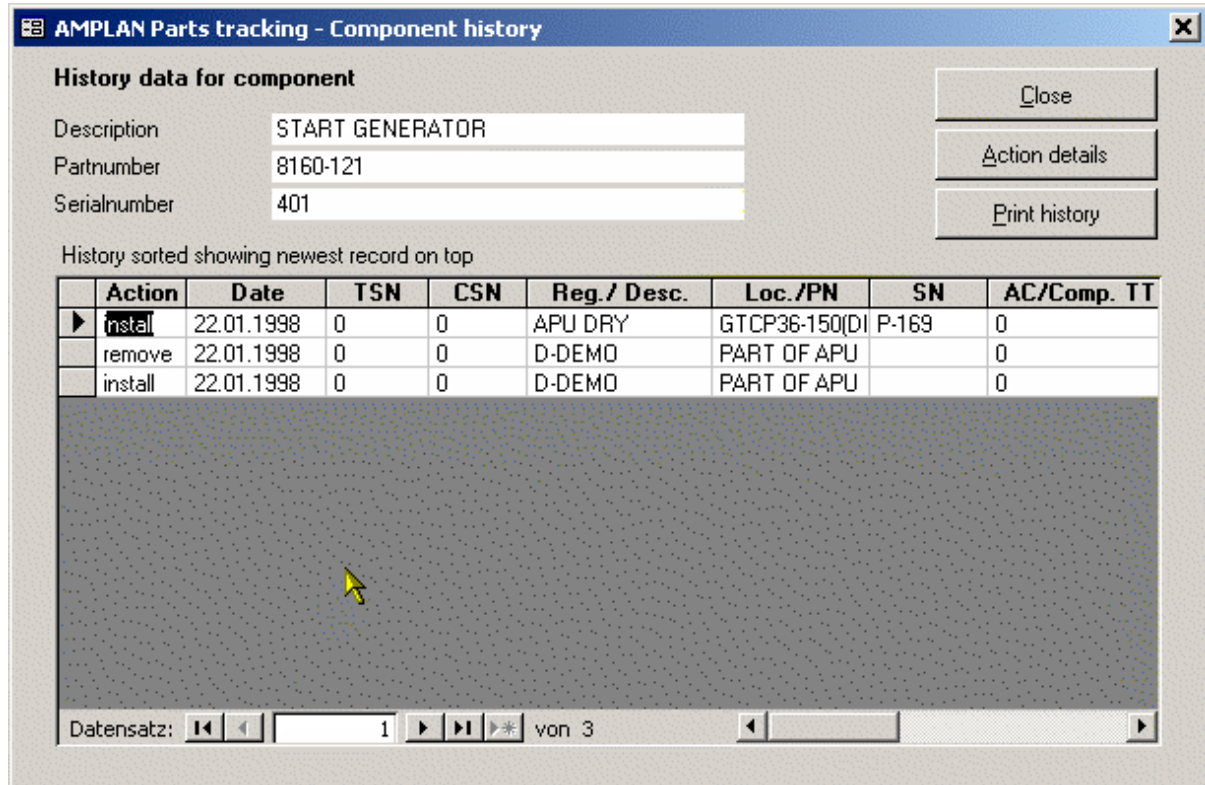 AMPLAN Parts tracking - Component history
History data for component
Close
Description START GENERATOR
Action details
Partnumber 8160-121
Serialnumber 401
Print history
History sorted showing newest record on top
Action Date TSN CSN Reg./ Desc. Loc./PN SN AC/Comp. TT
install 22.01.1998 0 0 APU DRY GTCP36-150(DI P-169 0
remove 22.01.1998 0 0 D-DEMO PART OF APU 0
install 22.01.1998 0 0 D-DEMO PART OF APU 0
Datensatz: 1 von 3